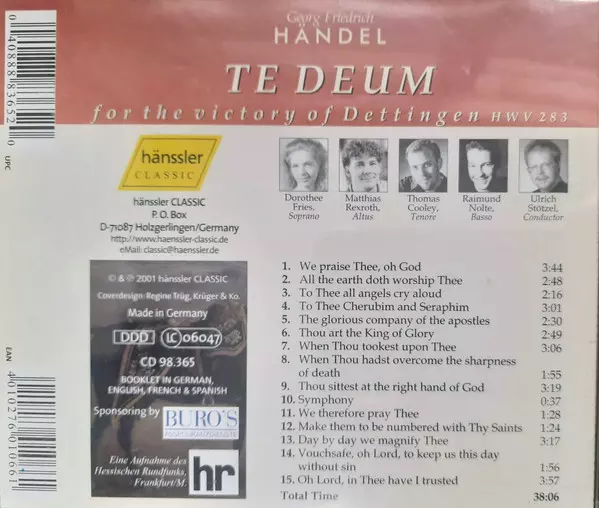 Georg Friedrich
HÄNDEL
TE DEUM
for the victory of Dettingen HWV 283
0 40888 83652 0
UPC
EAN
4 010276 010661
hänssler
CLASSIC
hänssler CLASSIC
P. O. Box
D-71087 Holzgerlingen/Germany
http://www.haenssler-classic.de
eMail: classic@haenssler.de
Dorothee
Fries,
Soprano
Matthias
Rexroth,
Altus
Thomas
Cooley,
Tenore
Raimund
Nolte,
Basso
Ulrich
Stötzel,
Conductor
© & ℗ 2001 hänssler CLASSIC
Coverdesign: Regine Trüg, Krüger & Ko.
Made in Germany
DDD LC 06047
CD 98.365
BOOKLET IN GERMAN,
ENGLISH, FRENCH & SPANISH
Sponsoring by
BURO'S
Eine Aufnahme des
Hessischen Rundfunks,
Frankfurt/M.
hr
1. We praise Thee, oh God 3:44
2. All the earth doth worship Thee 2:48
3. To Thee all angels cry aloud 2:16
4. To Thee Cherubim and Seraphim 3:01
5. The glorious company of the apostles 2:30
6. Thou art the King of Glory 2:49
7. When Thou tookest upon Thee 3:06
8. When Thou hadst overcome the sharpness
of death 1:55
9. Thou sittest at the right hand of God 3:19
10. Symphony 0:37
11. We therefore pray Thee 1:28
12. Make them to be numbered with Thy Saints 1:24
13. Day by day we magnify Thee 3:17
14. Vouchsafe, oh Lord, to keep us this day
without sin 1:56
15. Oh Lord, in Thee have I trusted 3:57
Total Time 38:06